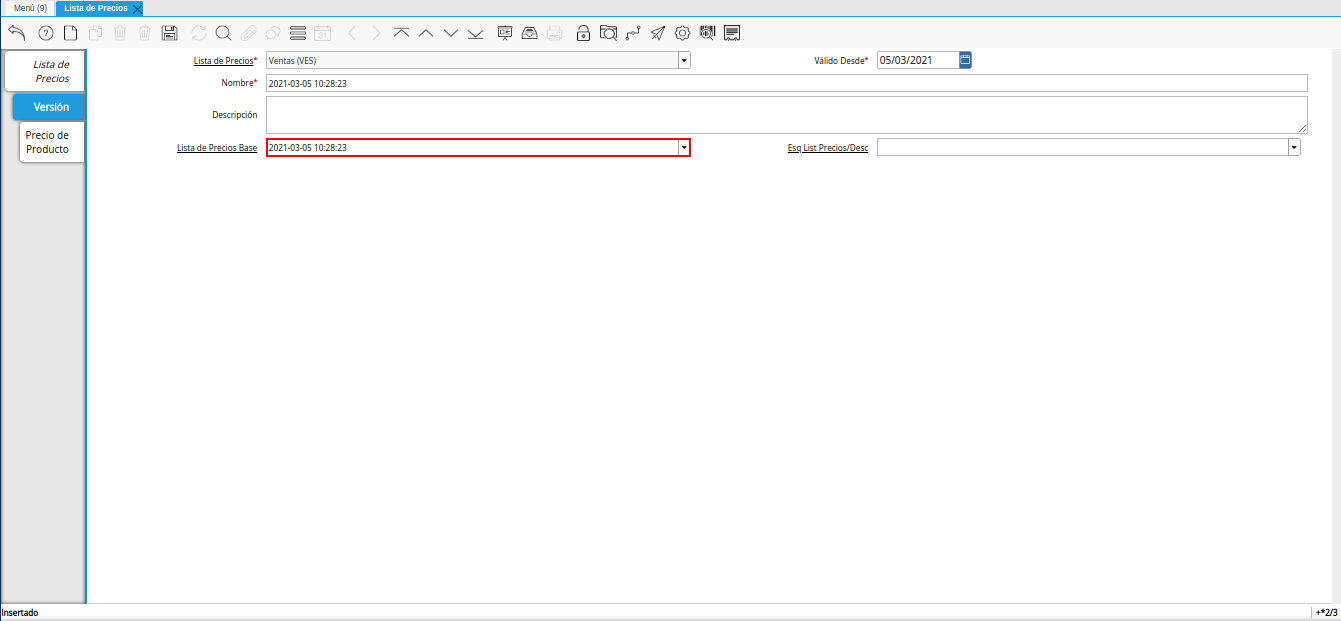 Menú (9)
Lista de Precios
Lista de Precios
Versión
Precio de Producto
Lista de Precios*
Ventas (VES)
Válido Desde*
05/03/2021
Nombre*
2021-03-05 10:28:23
Descripción
Lista de Precios Base
2021-03-05 10:28:23
Esq List Precios/Desc
Insertado
+*2/3